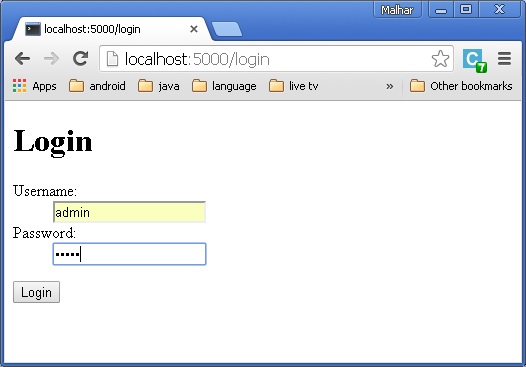 Malhar
localhost:5000/login
localhost:5000/login
C 7
Apps android java language live tv » Other bookmarks
Login
Username:
admin
Password:
•••••
Login